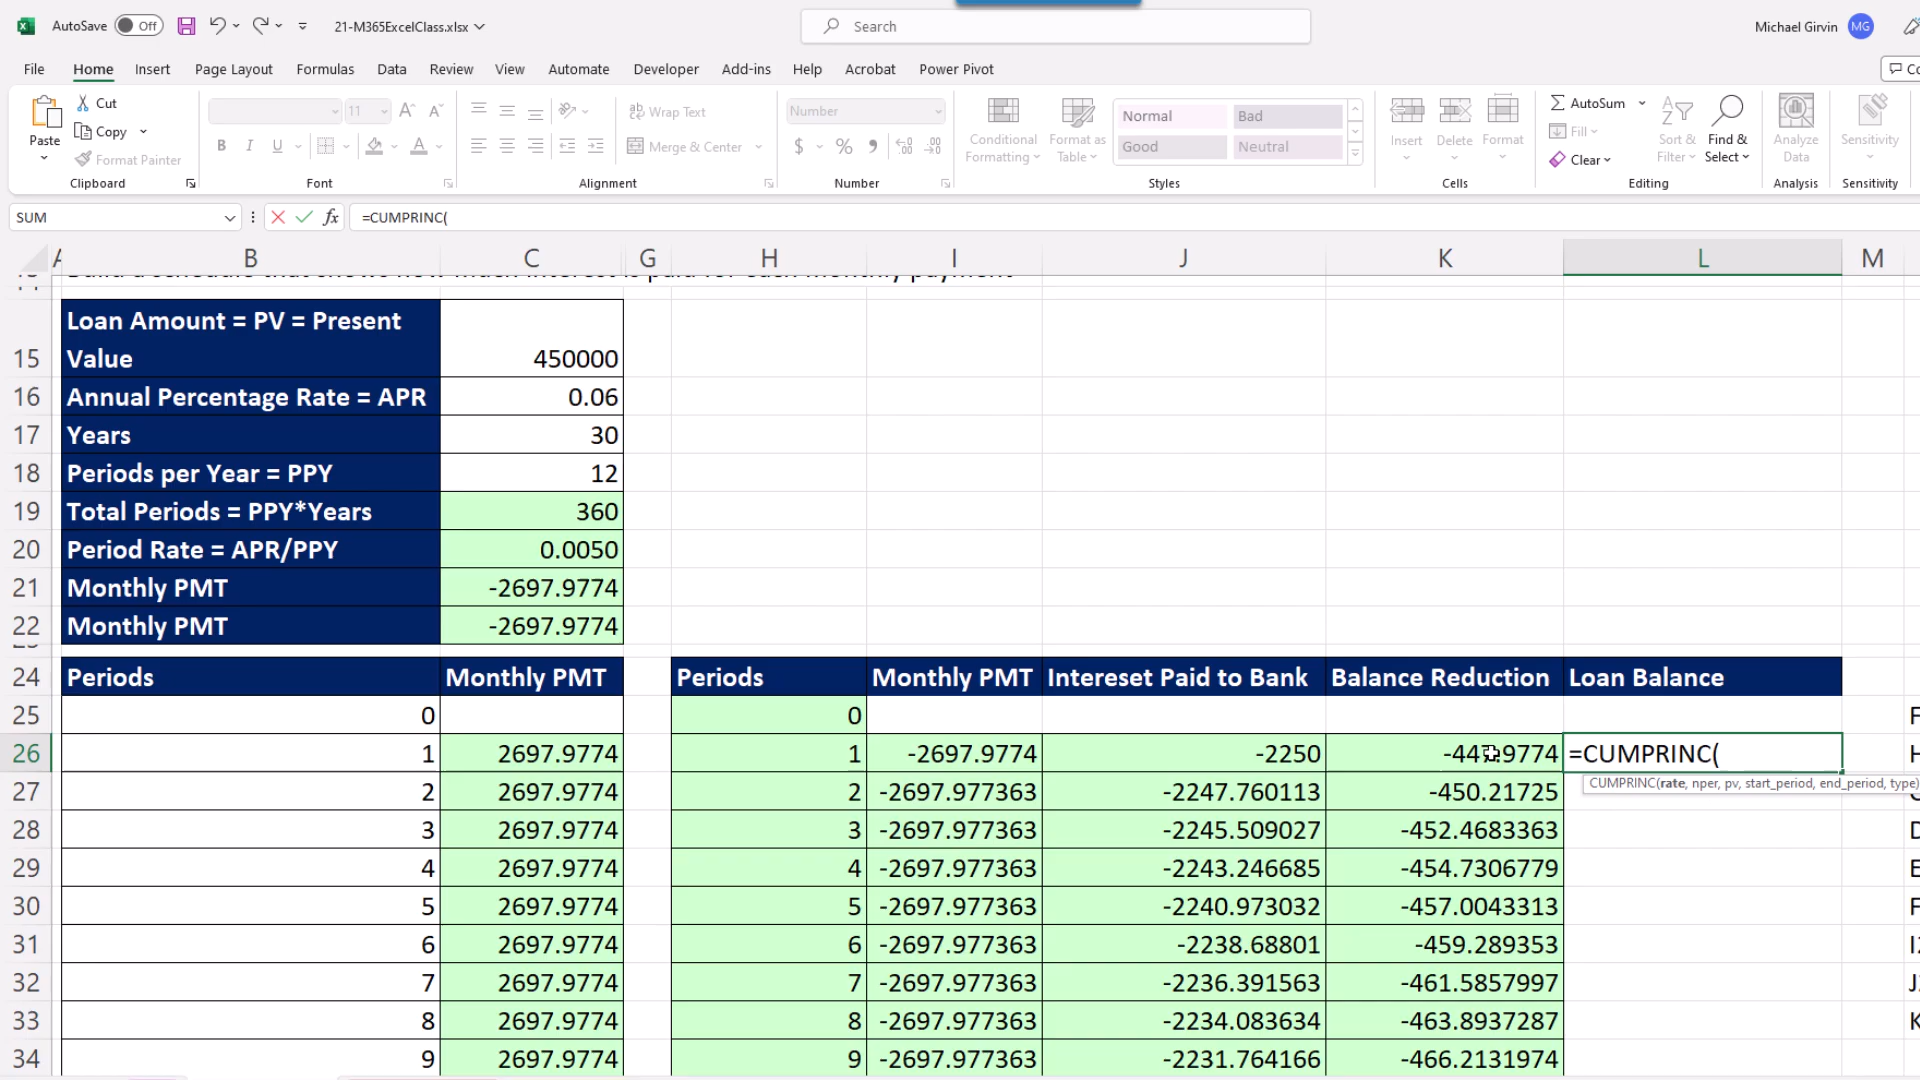 AutoSave Off 21-M365ExcelClass.xlsx Search Michael Girvin MG
File Home Insert Page Layout Formulas Data Review View Automate Developer Add-ins Help Acrobat Power Pivot
Paste Cut Copy Format Painter Clipboard
11 B I U A Font
Wrap Text Merge & Center Alignment
Number $ % Number
Conditional Formatting Format as Table Normal Bad Good Neutral Styles
Insert Delete Format Cells
AutoSum Fill Clear Sort & Filter Find & Select Editing
Analyze Data Analysis
Sensitivity Sensitivity
SUM fx =CUMPRINC(
A B C G H I J K L M
15 Loan Amount = PV = Present Value 450000
16 Annual Percentage Rate = APR 0.06
17 Years 30
18 Periods per Year = PPY 12
19 Total Periods = PPY*Years 360
20 Period Rate = APR/PPY 0.0050
21 Monthly PMT -2697.9774
22 Monthly PMT -2697.9774
24 Periods Monthly PMT Periods Monthly PMT Intereset Paid to Bank Balance Reduction Loan Balance
25 0 0
26 1 2697.9774 1 -2697.9774 -2250 =CUMPRINC(
CUMPRINC(rate, nper, pv, start_period, end_period, type)
27 2 2697.9774 2 -2697.977363 -2247.760113 -450.21725
28 3 2697.9774 3 -2697.977363 -2245.509027 -452.4683363
29 4 2697.9774 4 -2697.977363 -2243.246685 -454.7306779
30 5 2697.9774 5 -2697.977363 -2240.973032 -457.0043313
31 6 2697.9774 6 -2697.977363 -2238.68801 -459.289353
32 7 2697.9774 7 -2697.977363 -2236.391563 -461.5857997
33 8 2697.9774 8 -2697.977363 -2234.083634 -463.8937287
34 9 2697.9774 9 -2697.977363 -2231.764166 -466.2131974